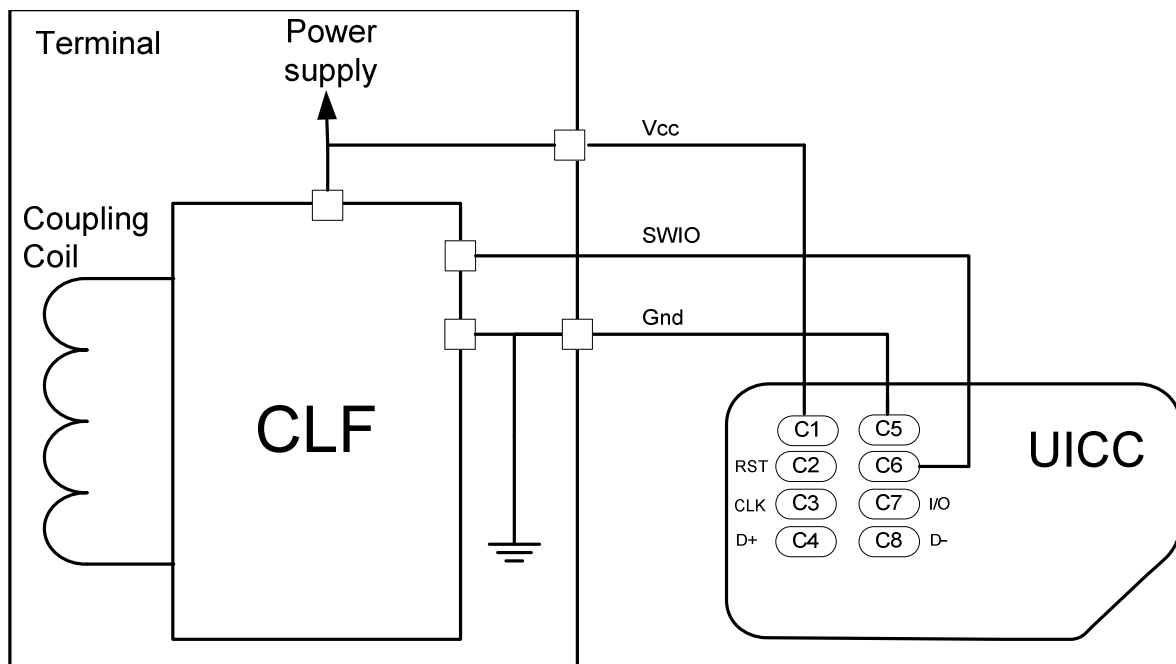 Terminal
Power
supply
Vcc
Coupling
Coil
SWIO
Gnd
CLF
UICC
C1 C5
RST C2 C6
CLK C3 C7 I/O
D+ C4 C8 D-